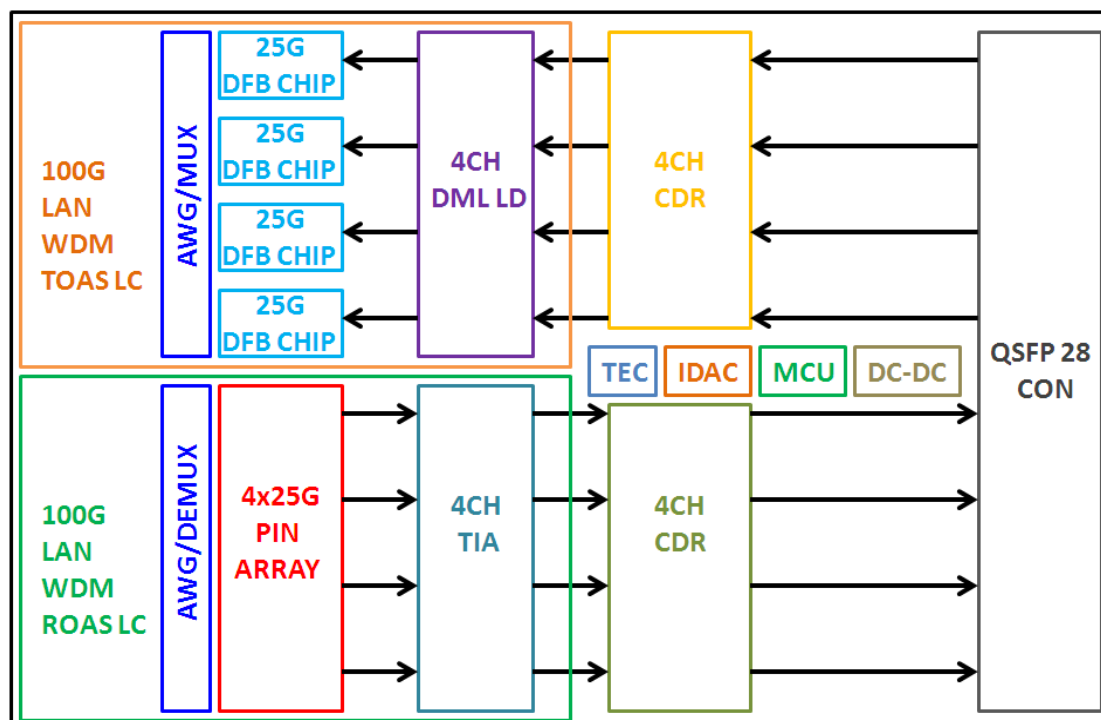 100G
LAN
WDM
TOAS LC
AWG/MUX
25G
DFB CHIP
25G
DFB CHIP
25G
DFB CHIP
25G
DFB CHIP
4CH
DML LD
4CH
CDR
QSFP 28
CON
TEC
IDAC
MCU
DC-DC
100G
LAN
WDM
ROAS LC
AWG/DEMUX
4x25G
PIN
ARRAY
4CH
TIA
4CH
CDR